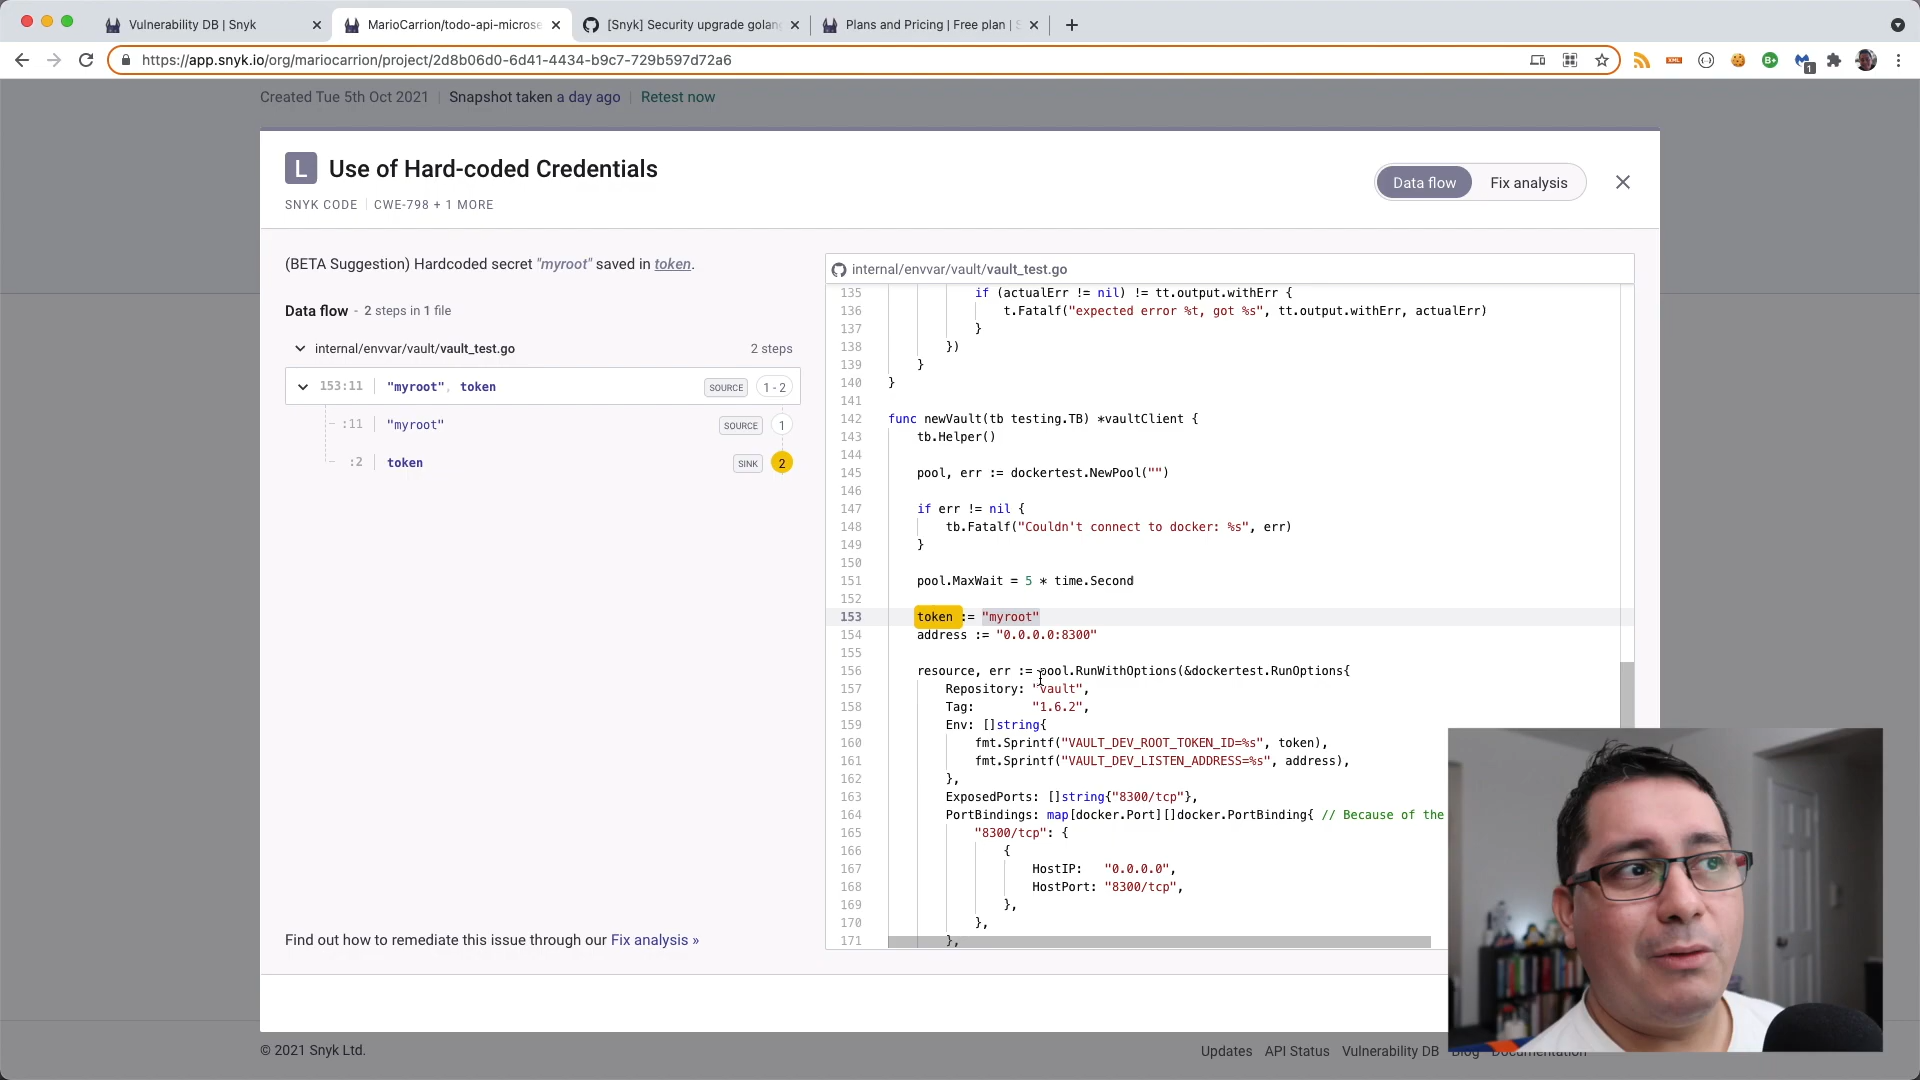 Vulnerability DB | Snyk
MarioCarrion/todo-api-microse
[Snyk] Security upgrade golan
Plans and Pricing | Free plan | S
https://app.snyk.io/org/mariocarrion/project/2d8b06d0-6d41-4434-b9c7-729b597d72a6
XML
B+
1
Created Tue 5th Oct 2021 | Snapshot taken a day ago | Retest now
L Use of Hard-coded Credentials
SNYK CODE | CWE-798 + 1 MORE
Data flow
Fix analysis
(BETA Suggestion) Hardcoded secret "myroot" saved in token.
Data flow - 2 steps in 1 file
internal/envvar/vault/vault_test.go 2 steps
153:11 "myroot", token SOURCE 1 - 2
:11 "myroot" SOURCE 1
:2 token SINK 2
Find out how to remediate this issue through our Fix analysis »
internal/envvar/vault/vault_test.go
135 if (actualErr != nil) != tt.output.withErr {
136 t.Fatalf("expected error %t, got %s", tt.output.withErr, actualErr)
137 }
138 })
139 }
140 }
141
142 func newVault(tb testing.TB) *vaultClient {
143 tb.Helper()
144
145 pool, err := dockertest.NewPool("")
146
147 if err != nil {
148 tb.Fatalf("Couldn't connect to docker: %s", err)
149 }
150
151 pool.MaxWait = 5 * time.Second
152
153 token := "myroot"
154 address := "0.0.0.0:8300"
155
156 resource, err := pool.RunWithOptions(&dockertest.RunOptions{
157 Repository: "vault",
158 Tag: "1.6.2",
159 Env: []string{
160 fmt.Sprintf("VAULT_DEV_ROOT_TOKEN_ID=%s", token),
161 fmt.Sprintf("VAULT_DEV_LISTEN_ADDRESS=%s", address),
162 },
163 ExposedPorts: []string{"8300/tcp"},
164 PortBindings: map[docker.Port][]docker.PortBinding{ // Because of the
165 "8300/tcp": {
166 {
167 HostIP: "0.0.0.0",
168 HostPort: "8300/tcp",
169 },
170 },
171 },
© 2021 Snyk Ltd.
Updates API Status Vulnerability DB Blog Documentation